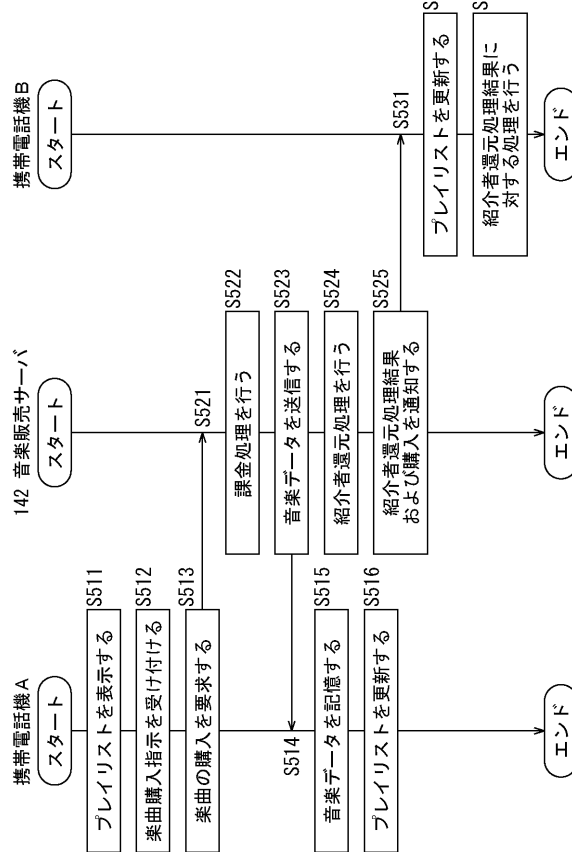 携帯電話機A
スタート
S511
プレイリストを表示する
S512
楽曲購入指示を受け付ける
S513
楽曲の購入を要求する
S514
S515
音楽データを記憶する
S516
プレイリストを更新する
エンド
142 音楽販売サーバ
スタート
S521
S522
課金処理を行う
S523
音楽データを送信する
S524
紹介者還元処理を行う
S525
紹介者還元処理結果
および購入を通知する
エンド
携帯電話機B
スタート
S531
プレイリストを更新する
紹介者還元処理結果に
対する処理を行う
エンド